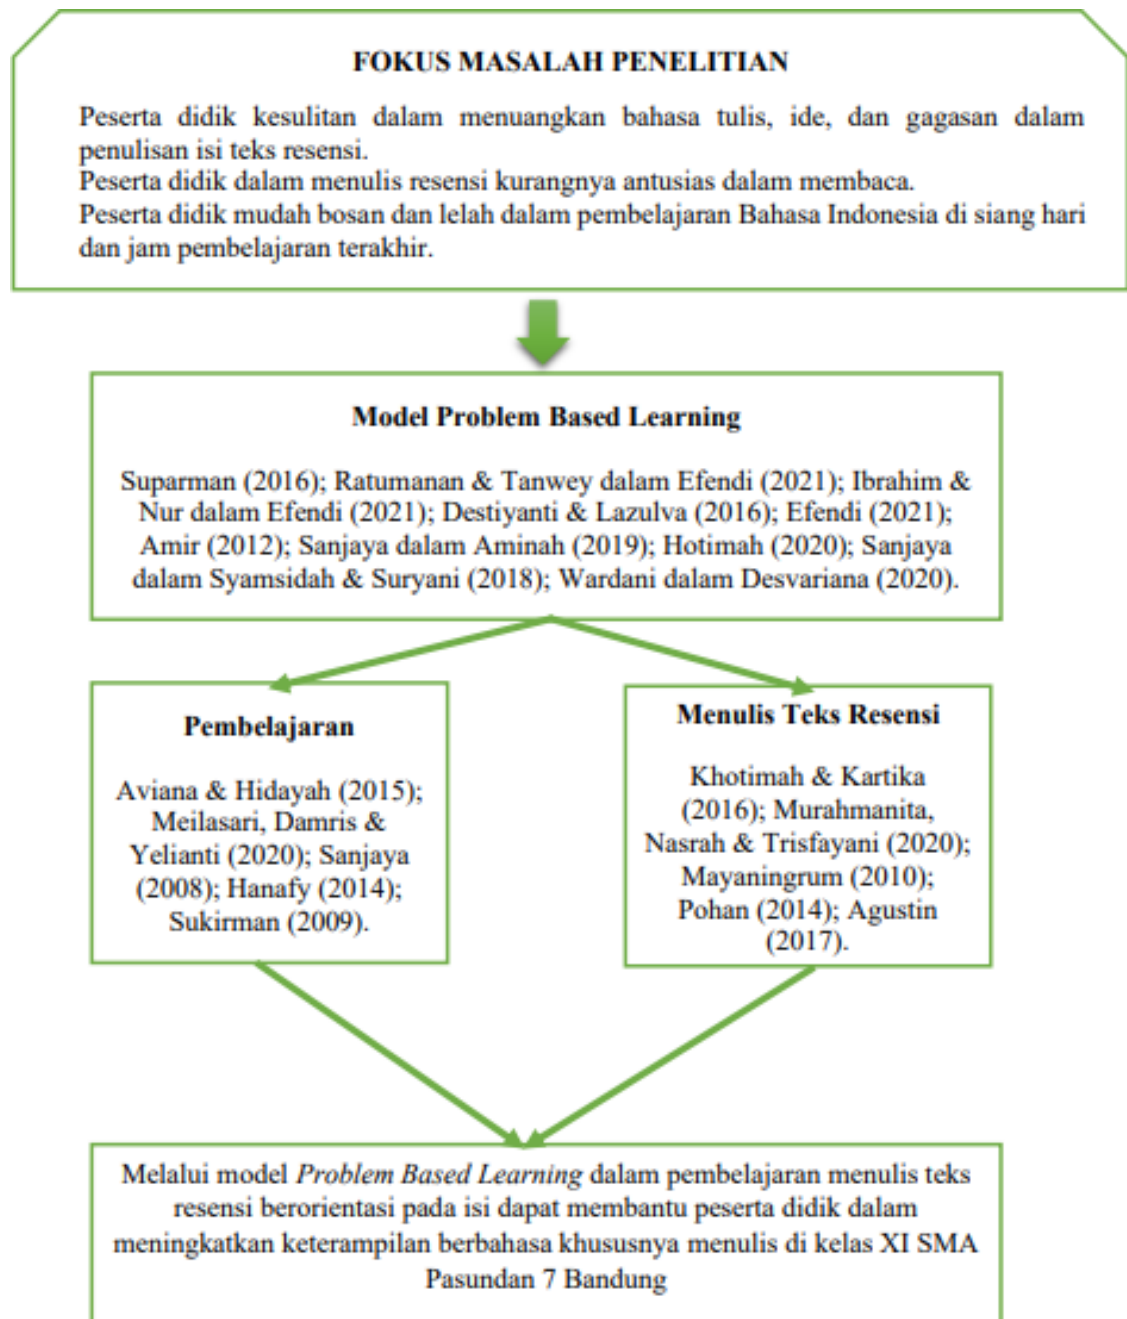 FOKUS MASALAH PENELITIAN
Peserta didik kesulitan dalam menuangkan bahasa tulis, ide, dan gagasan dalam
penulisan isi teks resensi.
Peserta didik dalam menulis resensi kurangnya antusias dalam membaca.
Peserta didik mudah bosan dan lelah dalam pembelajaran Bahasa Indonesia di siang hari
dan jam pembelajaran terakhir.
Model Problem Based Learning
Suparman (2016); Ratumanan & Tanwey dalam Efendi (2021); Ibrahim &
Nur dalam Efendi (2021); Destiyanti & Lazulva (2016); Efendi (2021);
Amir (2012); Sanjaya dalam Aminah (2019); Hotimah (2020); Sanjaya
dalam Syamsidah & Suryani (2018); Wardani dalam Desvariana (2020).
Pembelajaran
Aviana & Hidayah (2015);
Meilasari, Damris &
Yelianti (2020); Sanjaya
(2008); Hanafy (2014);
Sukirman (2009).
Menulis Teks Resensi
Khotimah & Kartika
(2016); Murahmanita,
Nasrah & Trisfayani (2020);
Mayaningrum (2010);
Pohan (2014); Agustin
(2017).
Melalui model Problem Based Learning dalam pembelajaran menulis teks
resensi berorientasi pada isi dapat membantu peserta didik dalam
meningkatkan keterampilan berbahasa khususnya menulis di kelas XI SMA
Pasundan 7 Bandung